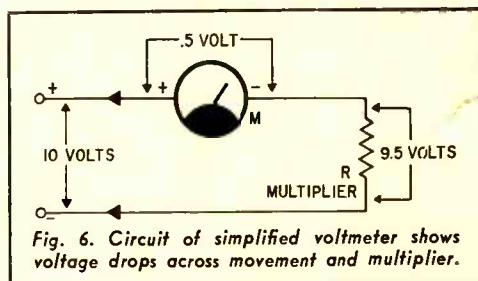 .5 VOLT
+
+
-
M
10 VOLTS
9.5 VOLTS
R
MULTIPLIER
-
Fig. 6. Circuit of simplified voltmeter shows
voltage drops across movement and multiplier.